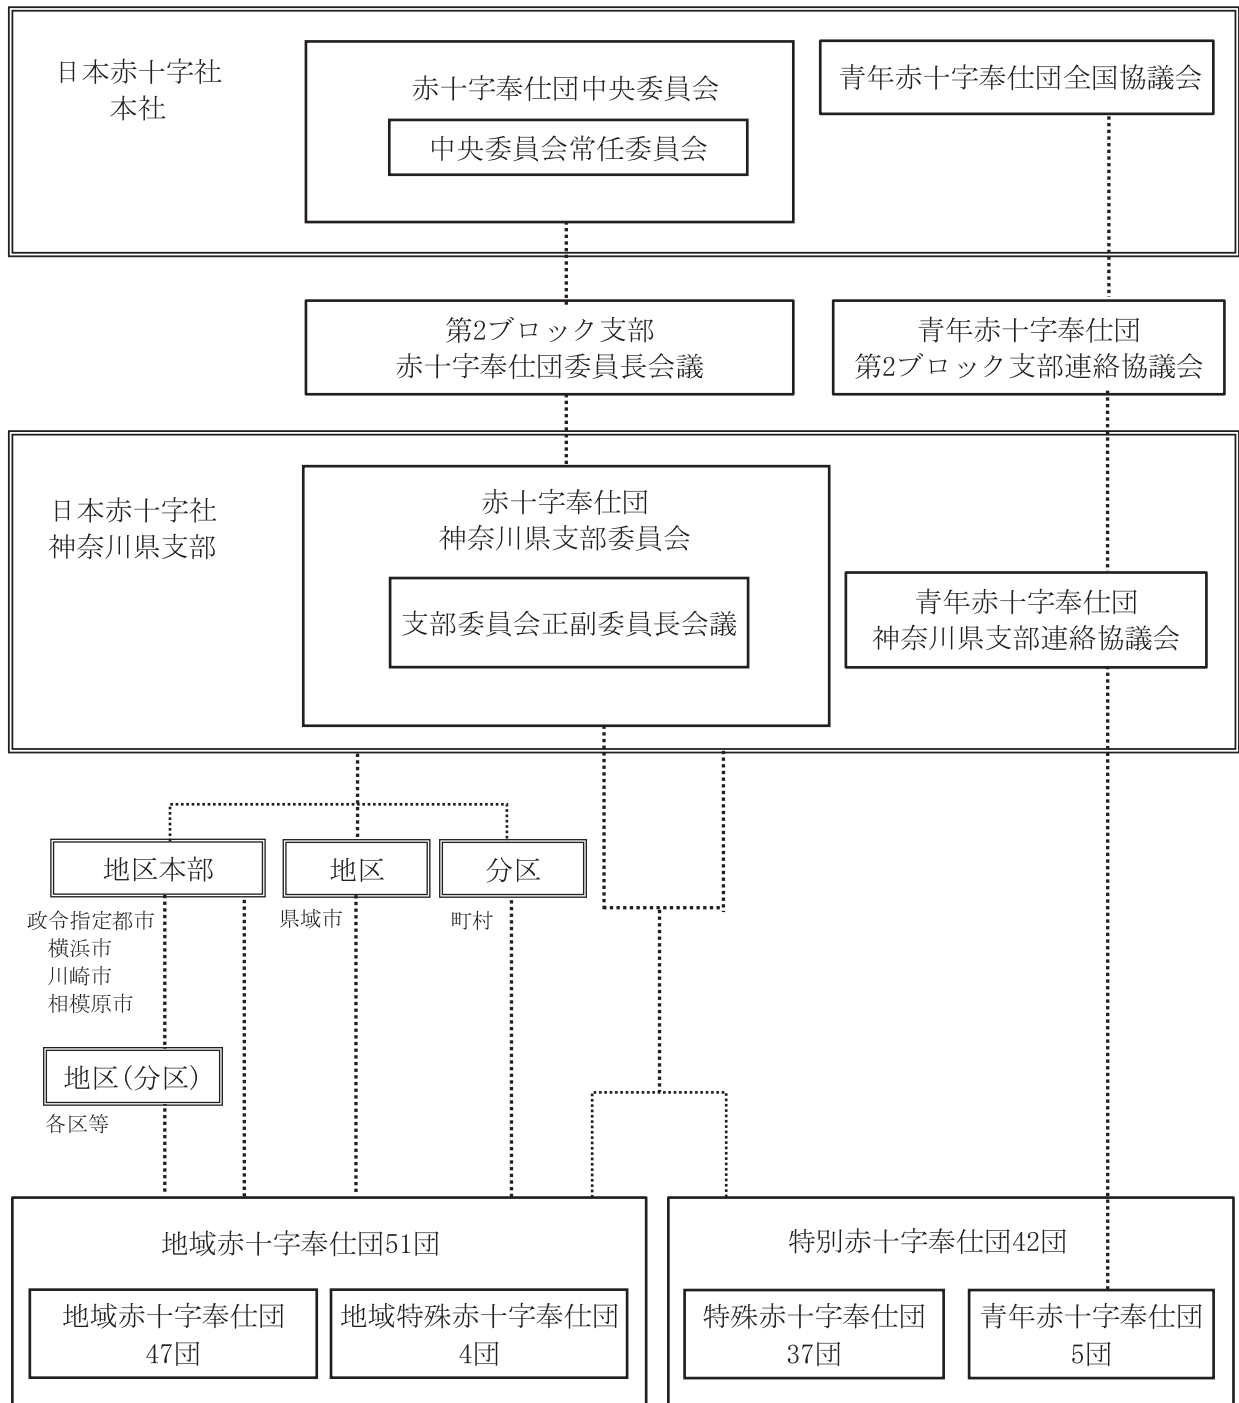 日本赤十字社
本社
赤十字奉仕団中央委員会
中央委員会常任委員会
青年赤十字奉仕団全国協議会
第2ブロック支部
赤十字奉仕団委員長会議
青年赤十字奉仕団
第2ブロック支部連絡協議会
日本赤十字社
神奈川県支部
赤十字奉仕団
神奈川県支部委員会
支部委員会正副委員長会議
青年赤十字奉仕団
神奈川県支部連絡協議会
地区本部
地区
分区
政令指定都市
横浜市
川崎市
相模原市
県域市
町村
地区(分区)
各区等
地域赤十字奉仕団51団
地域赤十字奉仕団
47団
地域特殊赤十字奉仕団
4団
特別赤十字奉仕団42団
特殊赤十字奉仕団
37団
青年赤十字奉仕団
5団